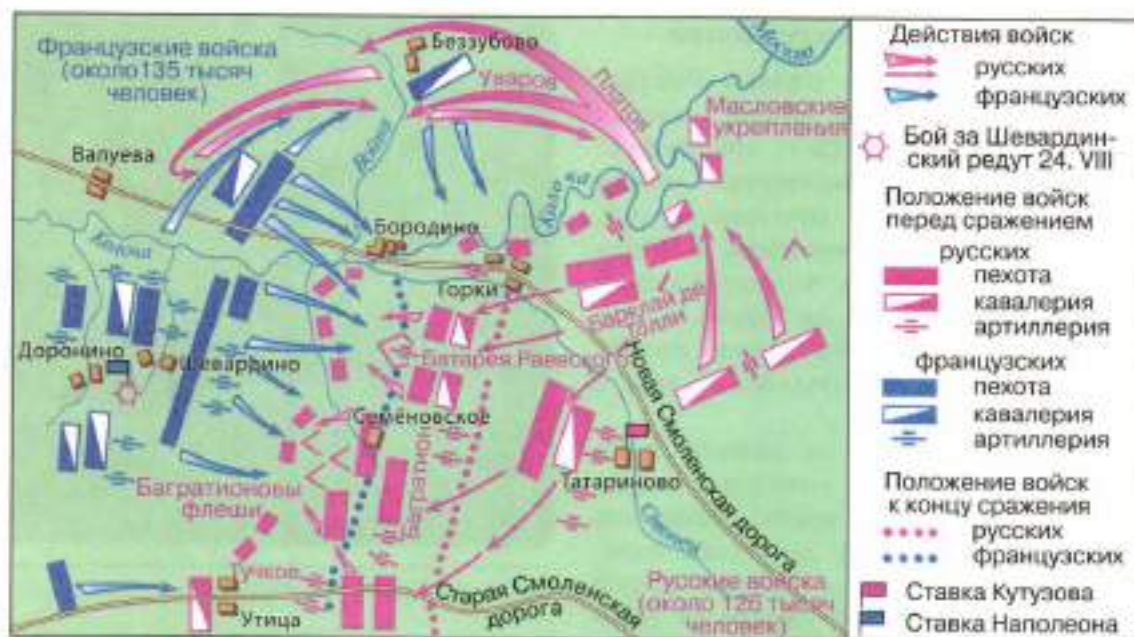 Французские войска
(около 135 тысяч
человек)
Беззубово
Уваров
Платов
Москва
Масловские
укрепления
Валуева
Война
Колоча
Бородино
Колоча
Горки
Барклай де
Толли
Доронино
Шевардино
Батарея Раевского
Семёновское
Новая Смоленская дорога
Татариново
Багратионовы
флеши
Багратион
Тучков
Утица
Старая Смоленская
дорога
Русские войска
(около 126 тысяч
человек)
Действия войск
русских
французских
Бой за Шевардин-
ский редут 24. VIII
Положение войск
перед сражением
русских
пехота
кавалерия
артиллерия
французских
пехота
кавалерия
артиллерия
Положение войск
к концу сражения
русских
французских
Ставка Кутузова
Ставка Наполеона